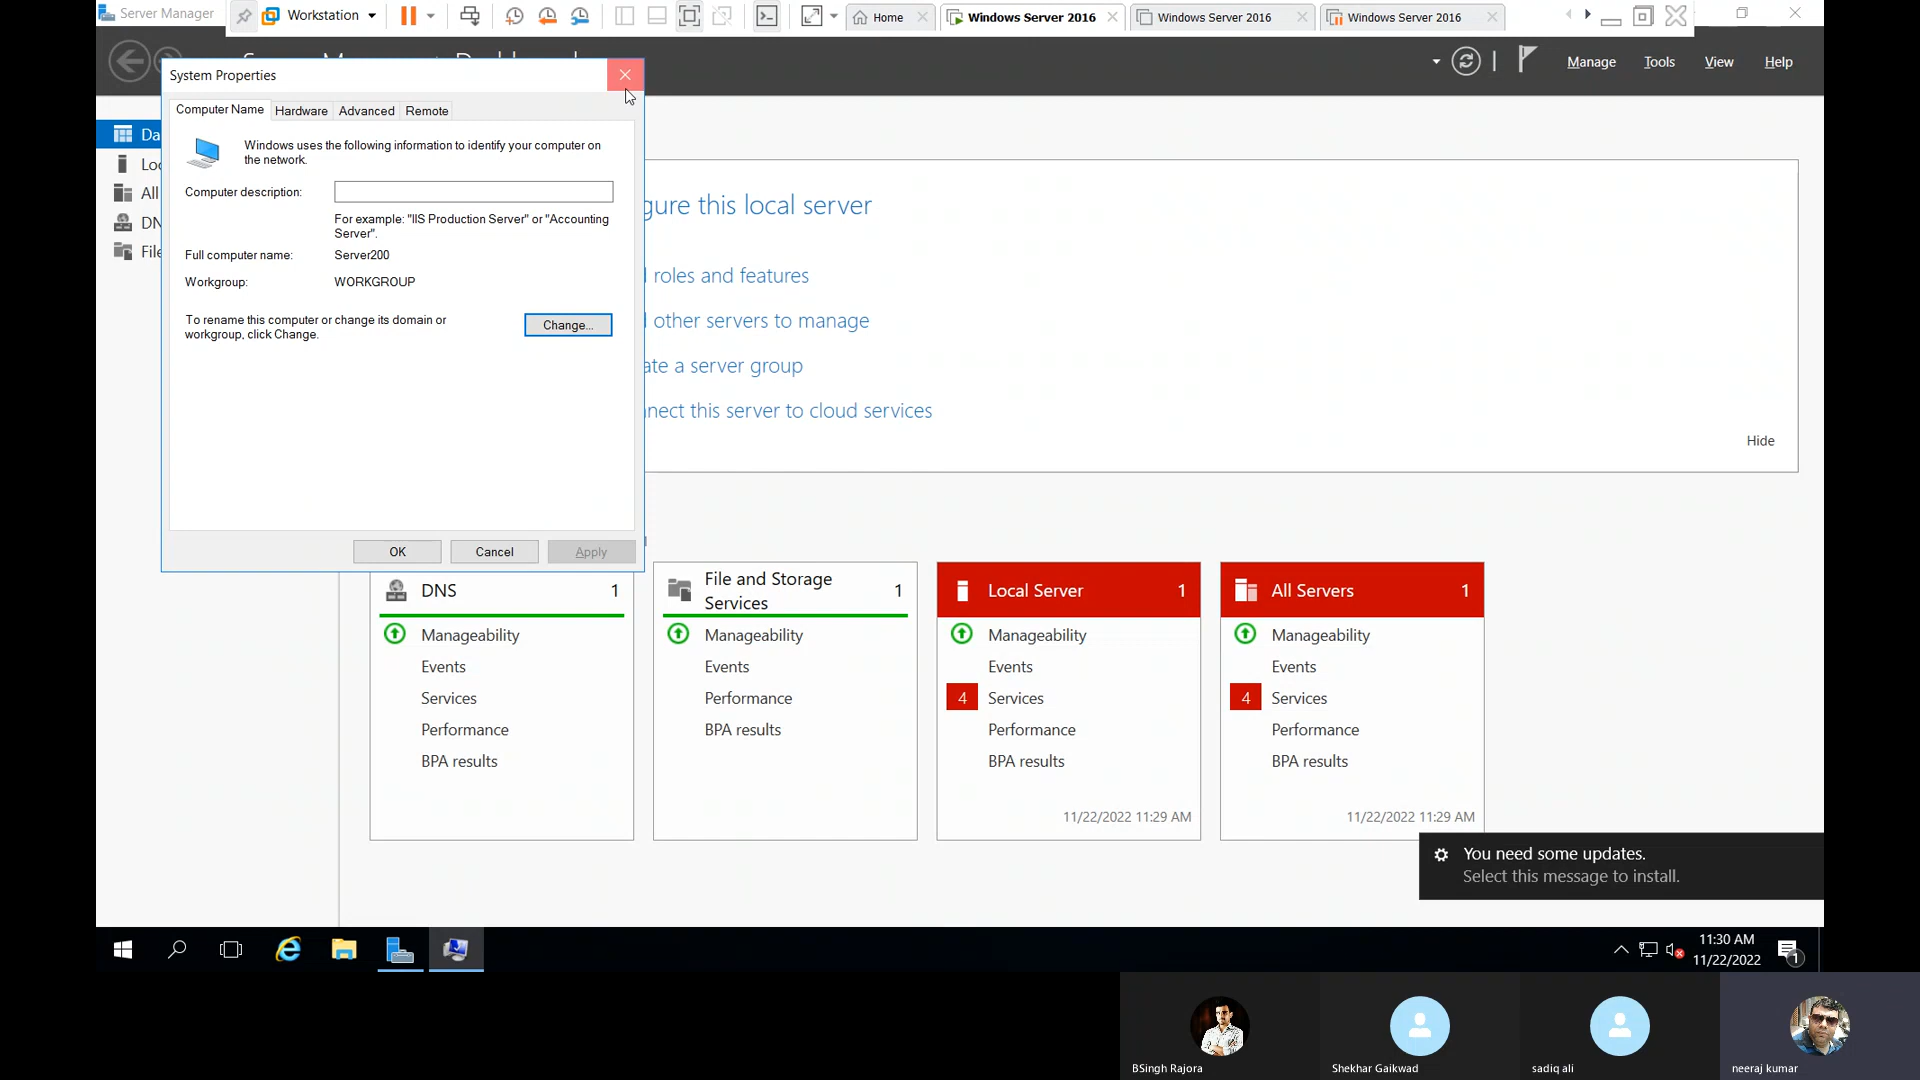 Server Manager
Workstation
Home
Windows Server 2016
Windows Server 2016
Windows Server 2016
Manage
Tools
View
Help
System Properties
Computer Name
Hardware
Advanced
Remote
Windows uses the following information to identify your computer on
the network.
Computer description:
For example: "IIS Production Server" or "Accounting
Server".
Full computer name:
Server200
Workgroup:
WORKGROUP
To rename this computer or change its domain or
workgroup, click Change.
Change...
OK
Cancel
Apply
Da
Loc
All
DN
File
gure this local server
roles and features
other servers to manage
ate a server group
nnect this server to cloud services
Hide
DNS
1
Manageability
Events
Services
Performance
BPA results
File and Storage
Services
1
Manageability
Events
Performance
BPA results
Local Server
1
Manageability
Events
4
Services
Performance
BPA results
11/22/2022 11:29 AM
All Servers
1
Manageability
Events
4
Services
Performance
BPA results
11/22/2022 11:29 AM
You need some updates.
Select this message to install.
11:30 AM
11/22/2022
1
BSingh Rajora
Shekhar Gaikwad
sadiq ali
neeraj kumar